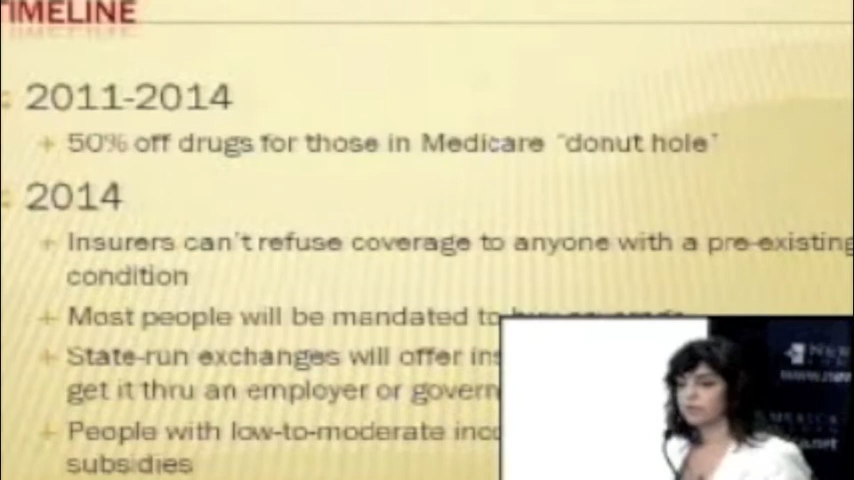 TIMELINE
2011-2014
50% off drugs for those in Medicare "donut hole"
2014
Insurers can't refuse coverage to anyone with a pre-existing
condition
Most people will be mandated to
State-run exchanges will offer
get it thru an employer or
People with low-to-moderate
subsidies